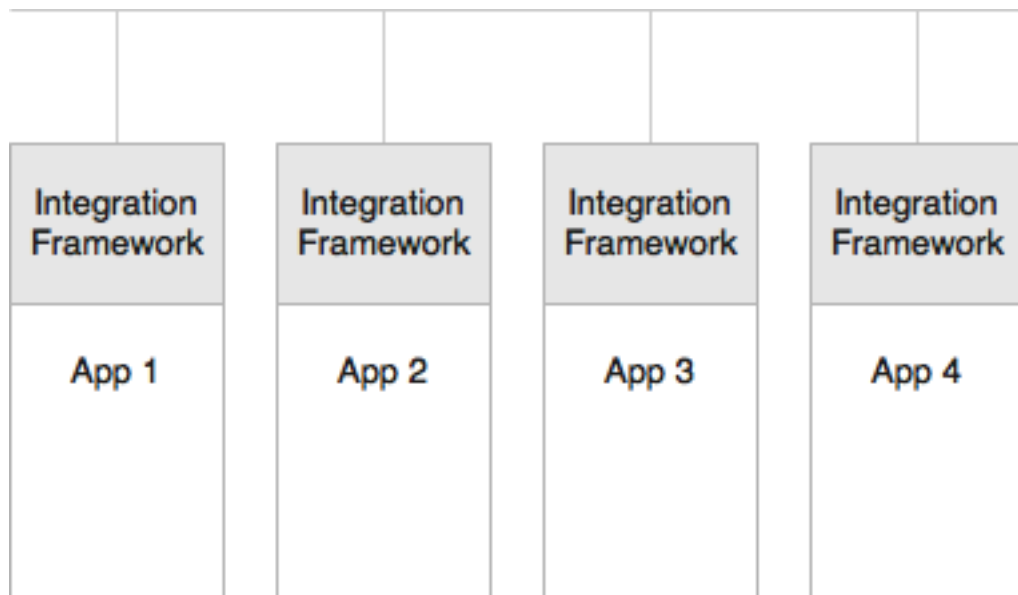 Integration
Framework
Integration
Framework
Integration
Framework
Integration
Framework
App 1
App 2
App 3
App 4